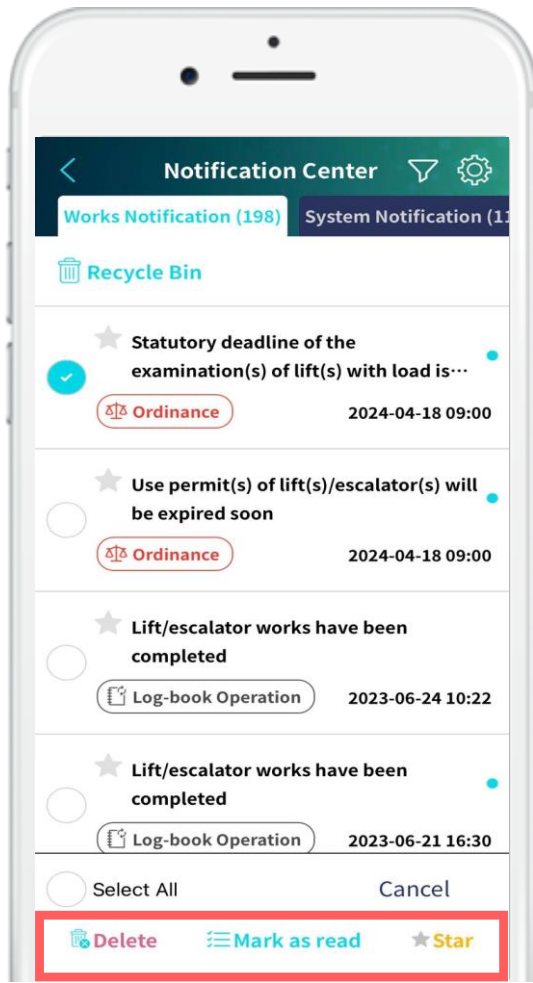 Notification Center
Works Notification (198) System Notification (11
Recycle Bin
Statutory deadline of the
examination(s) of lift(s) with load is···
Ordinance 2024-04-18 09:00
Use permit(s) of lift(s)/escalator(s) will
be expired soon
Ordinance 2024-04-18 09:00
Lift/escalator works have been
completed
Log-book Operation 2023-06-24 10:22
Lift/escalator works have been
completed
Log-book Operation 2023-06-21 16:30
Select All Cancel
Delete Mark as read Star